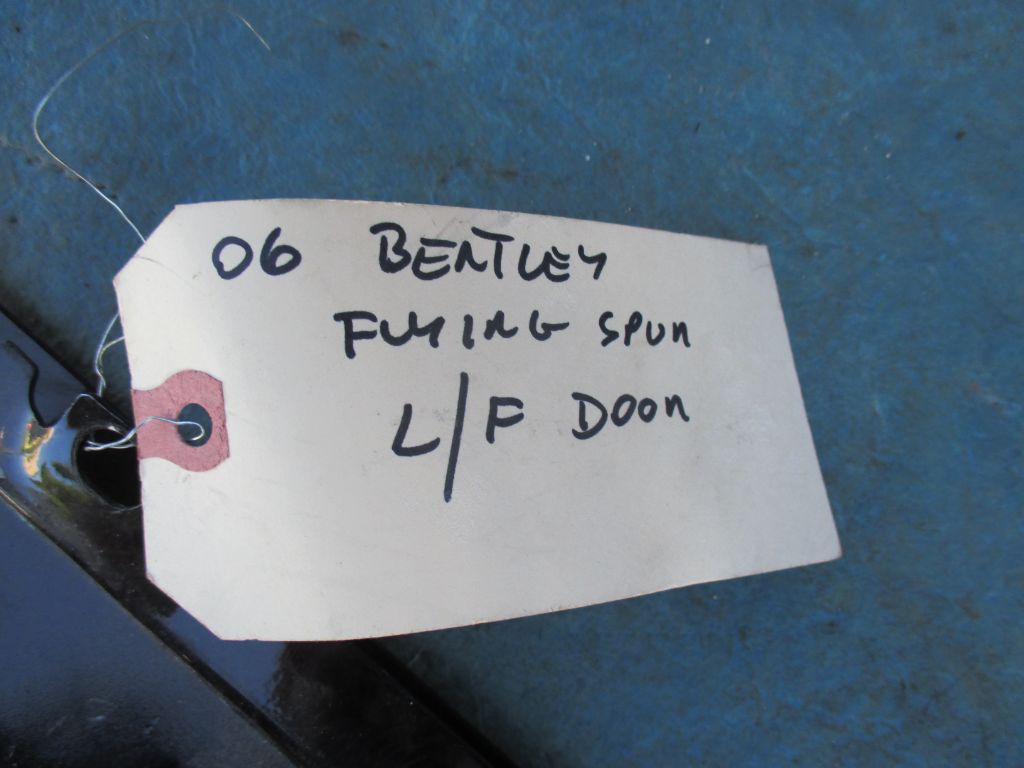 06 BENTLEY
FLYING SPUR
L/F DOOR